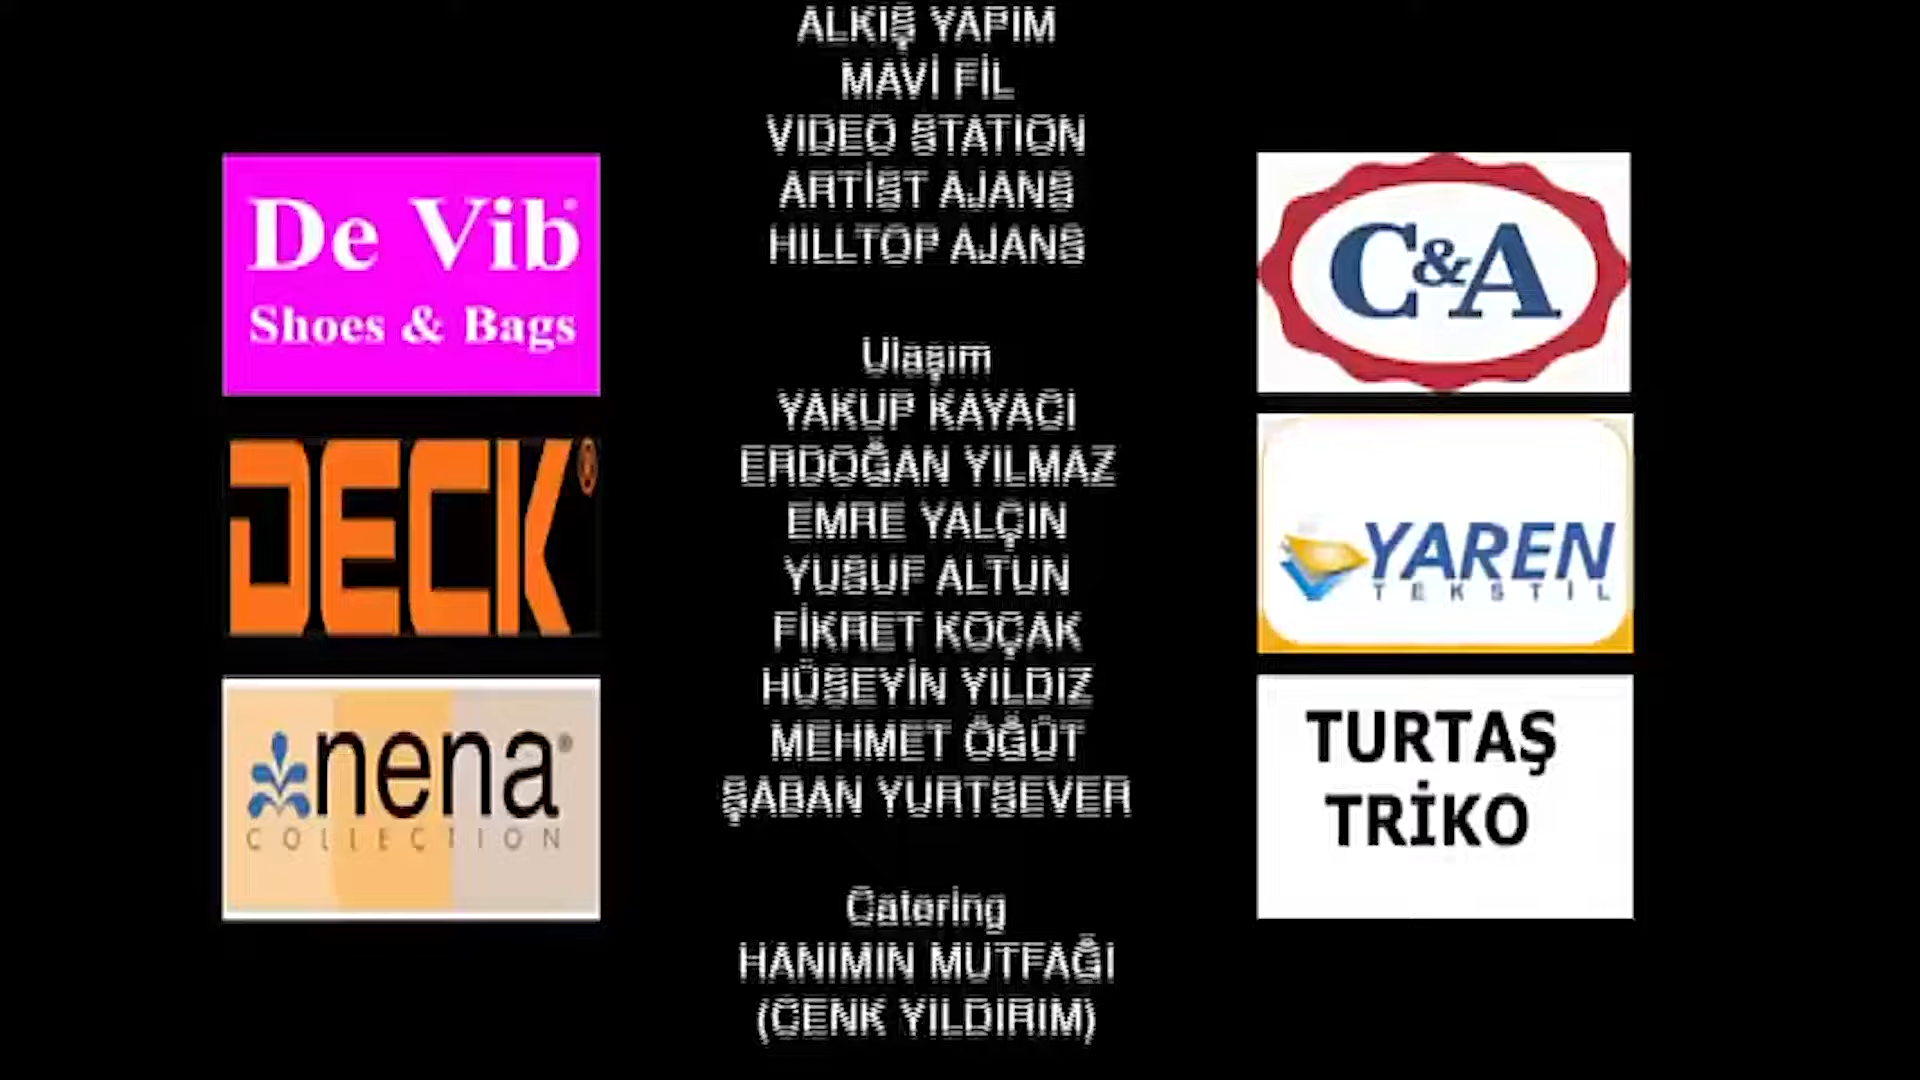 ALKIŞ YAPIM
MAVİ FİL
VIDEO STATION
ARTİST AJANS
HILLTOP AJANS
Ulaşım
YAKUP KAYACI
ERDOĞAN YILMAZ
EMRE YALÇIN
YUSUF ALTUN
FİKRET KOÇAK
HÜSEYİN YILDIZ
MEHMET ÖĞÜT
ŞABAN YURTSEVER
Catering
HANIMIN MUTFAĞI
(CENK YILDIRIM)
De Vib
Shoes & Bags
DECK®
nena®
COLLECTION
C&A
YAREN
TEKSTİL
TURTAŞ
TRİKO